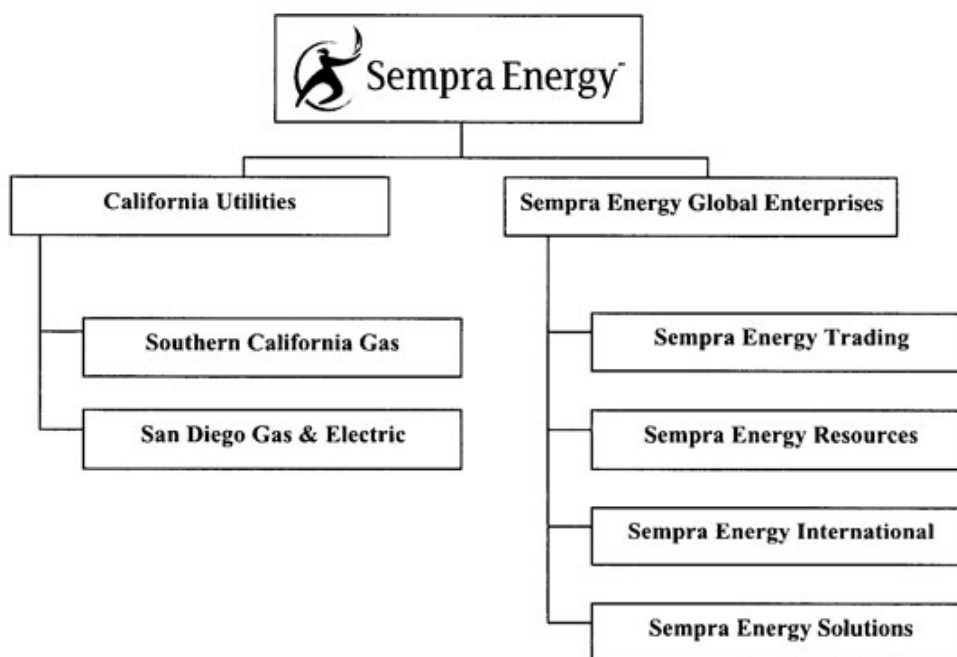 Sempra Energy
California Utilities
Sempra Energy Global Enterprises
Southern California Gas
San Diego Gas & Electric
Sempra Energy Trading
Sempra Energy Resources
Sempra Energy International
Sempra Energy Solutions